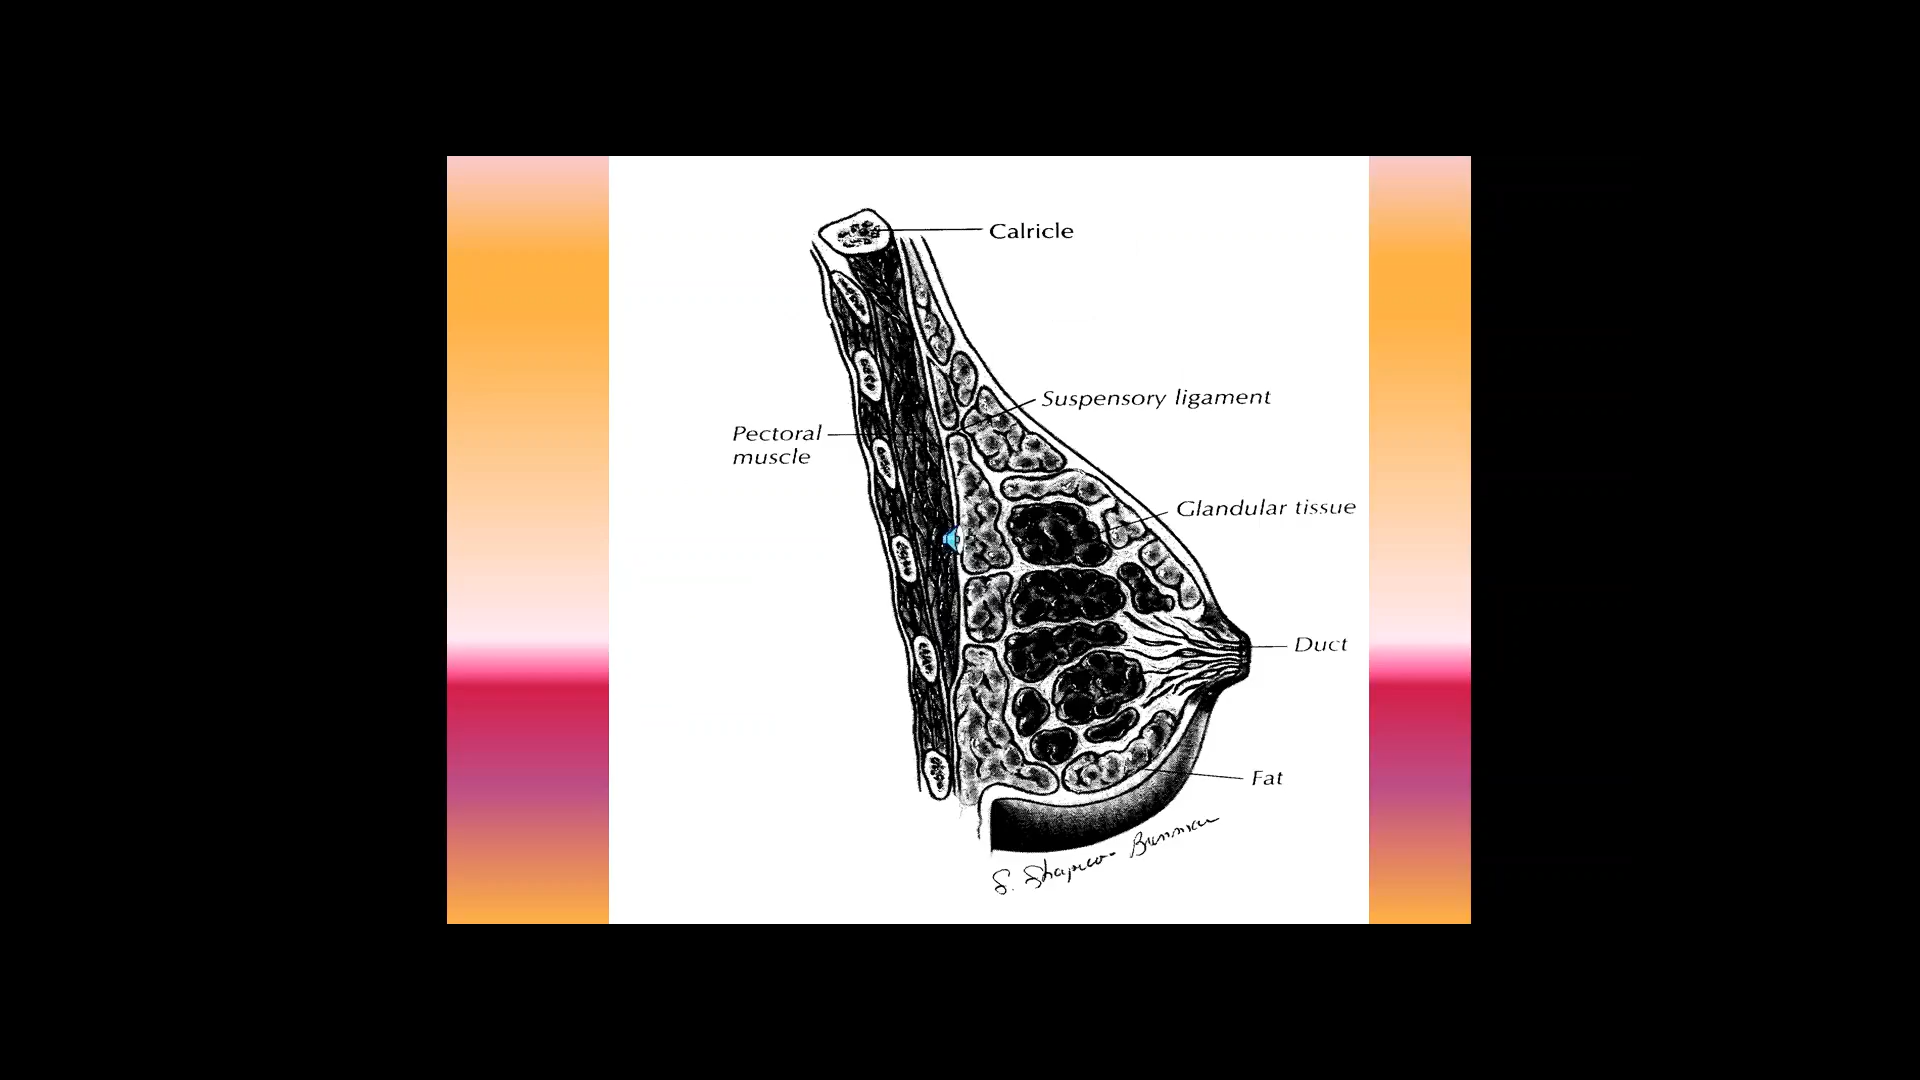 Calricle
Suspensory ligament
Pectoral
muscle
Glandular tissue
Duct
Fat